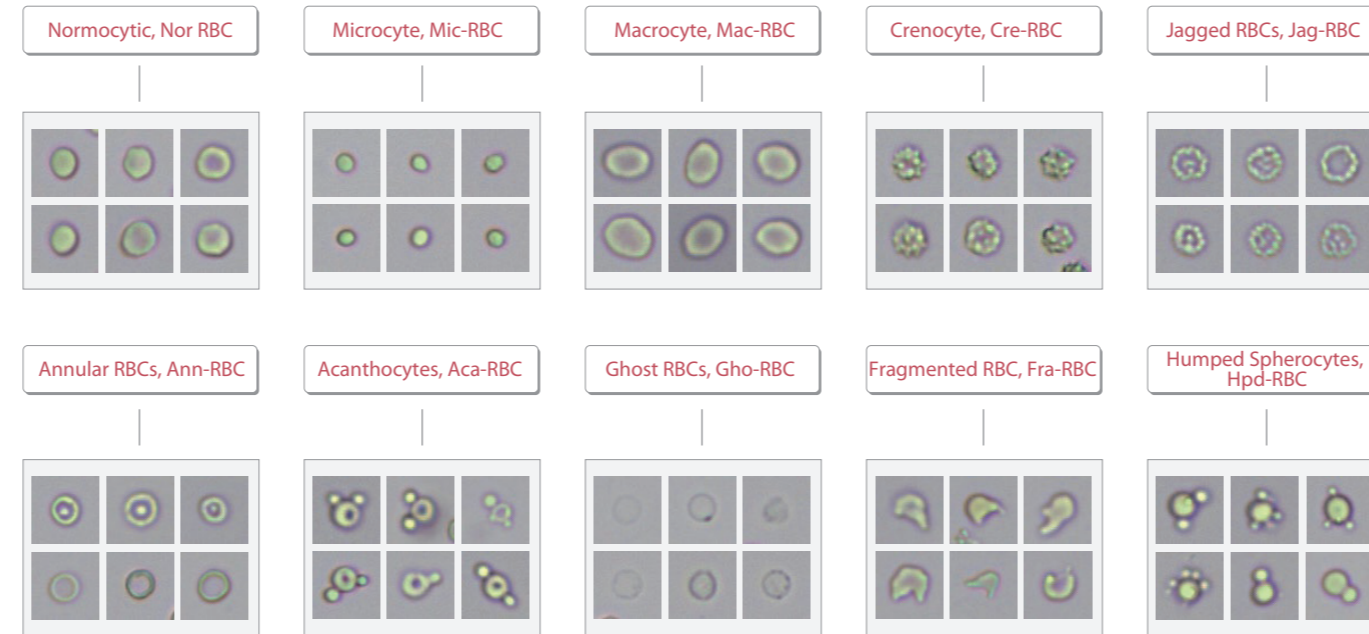 Normocytic, Nor RBC
Microcyte, Mic-RBC
Macrocyte, Mac-RBC
Crenocyte, Cre-RBC
Jagged RBCs, Jag-RBC
Annular RBCs, Ann-RBC
Acanthocytes, Aca-RBC
Ghost RBCs, Gho-RBC
Fragmented RBC, Fra-RBC
Humped Spherocytes,
Hpd-RBC